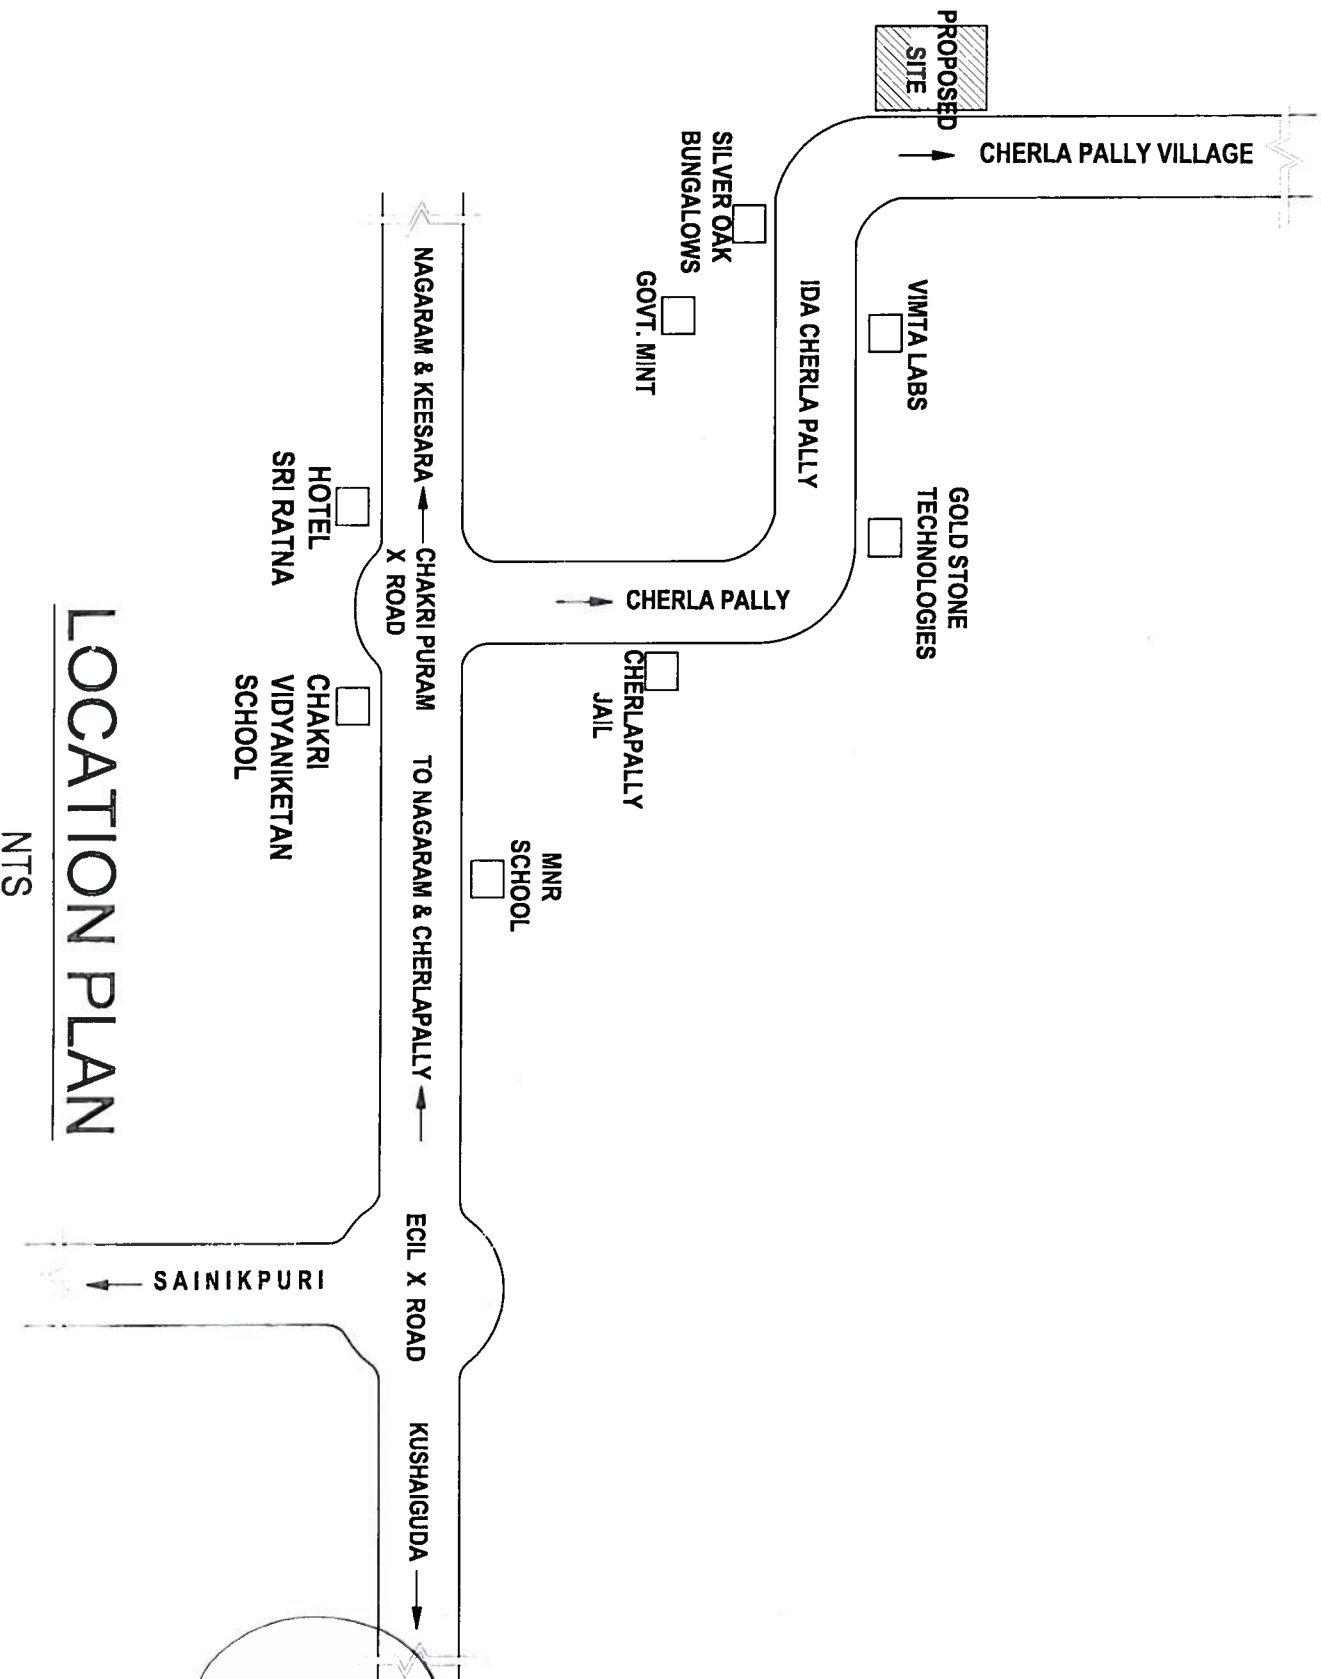 PROPOSED
SITE
CHERLA PALLY VILLAGE
SILVER OAK
BUNGALOWS
GOVT. MINT
IDA CHERLA PALLY
VIMTA LABS
GOLD STONE
TECHNOLOGIES
CHERLA PALLY
CHERLAPALLY
JAIL
NAGARAM & KEESARA
CHAKRI PURAM
X ROAD
HOTEL
SRI RATNA
CHAKRI
VIDYANIKETAN
SCHOOL
TO NAGARAM & CHERLAPALLY
MNR
SCHOOL
ECIL X ROAD
SAINIKPURI
KUSHAIGUDA
LOCATION PLAN
NTS